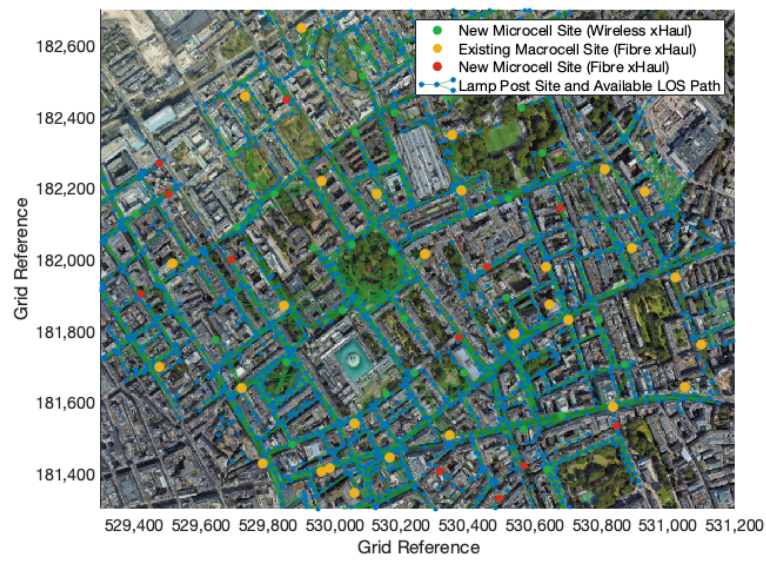 182,600
182,400
182,200
182,000
181,800
181,600
181,400
Grid Reference
New Microcell Site (Wireless xHaul)
Existing Macrocell Site (Fibre xHaul)
New Microcell Site (Fibre xHaul)
Lamp Post Site and Available LOS Path
529,400 529,600 529,800 530,000 530,200 530,400 530,600 530,800 531,000 531,200
Grid Reference